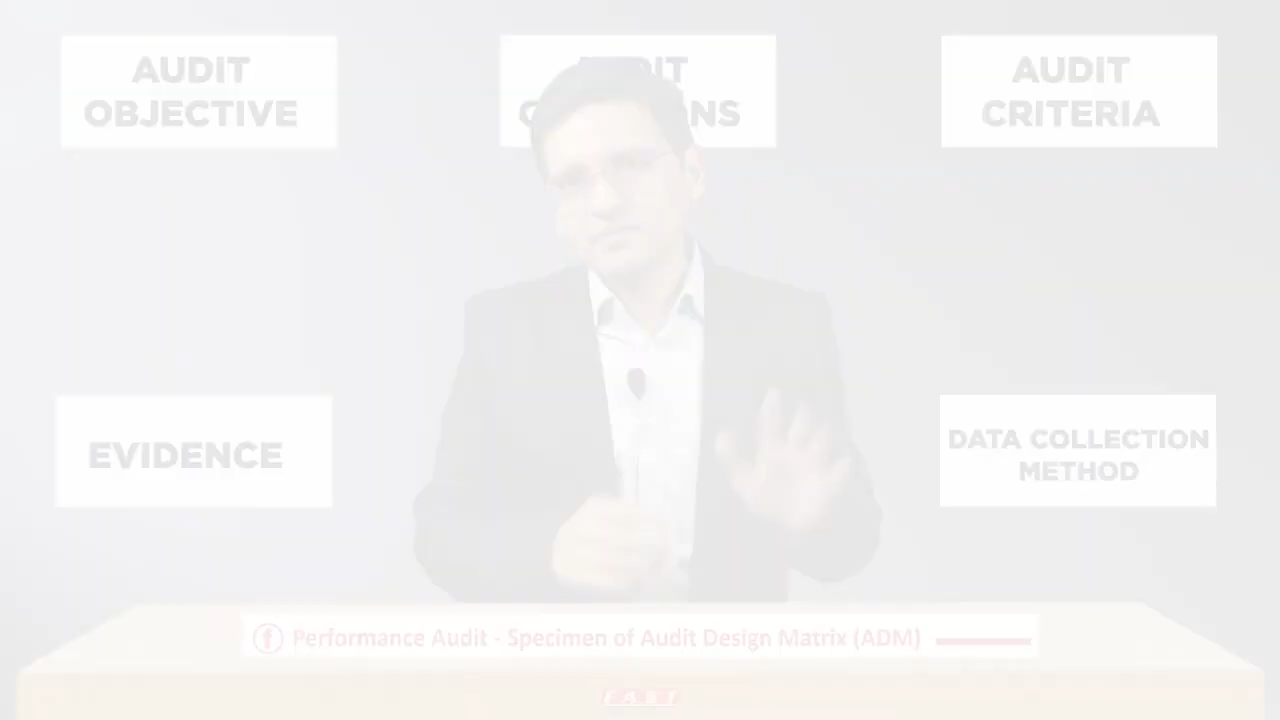 AUDIT
OBJECTIVE
AUDIT
CRITERIA
EVIDENCE
DATA COLLECTION
METHOD
Performance Audit - Specimen of Audit Design Matrix (ADM)